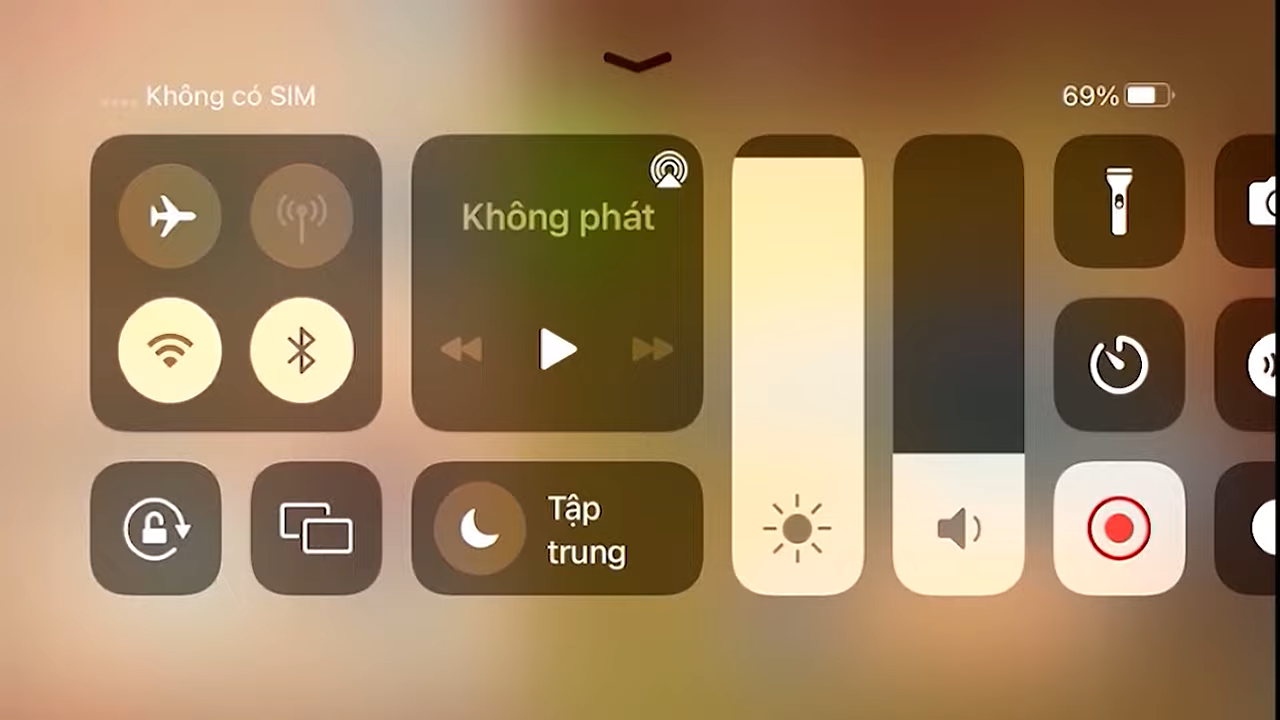 Không có SIM
69%
Không phát
Tập
trung